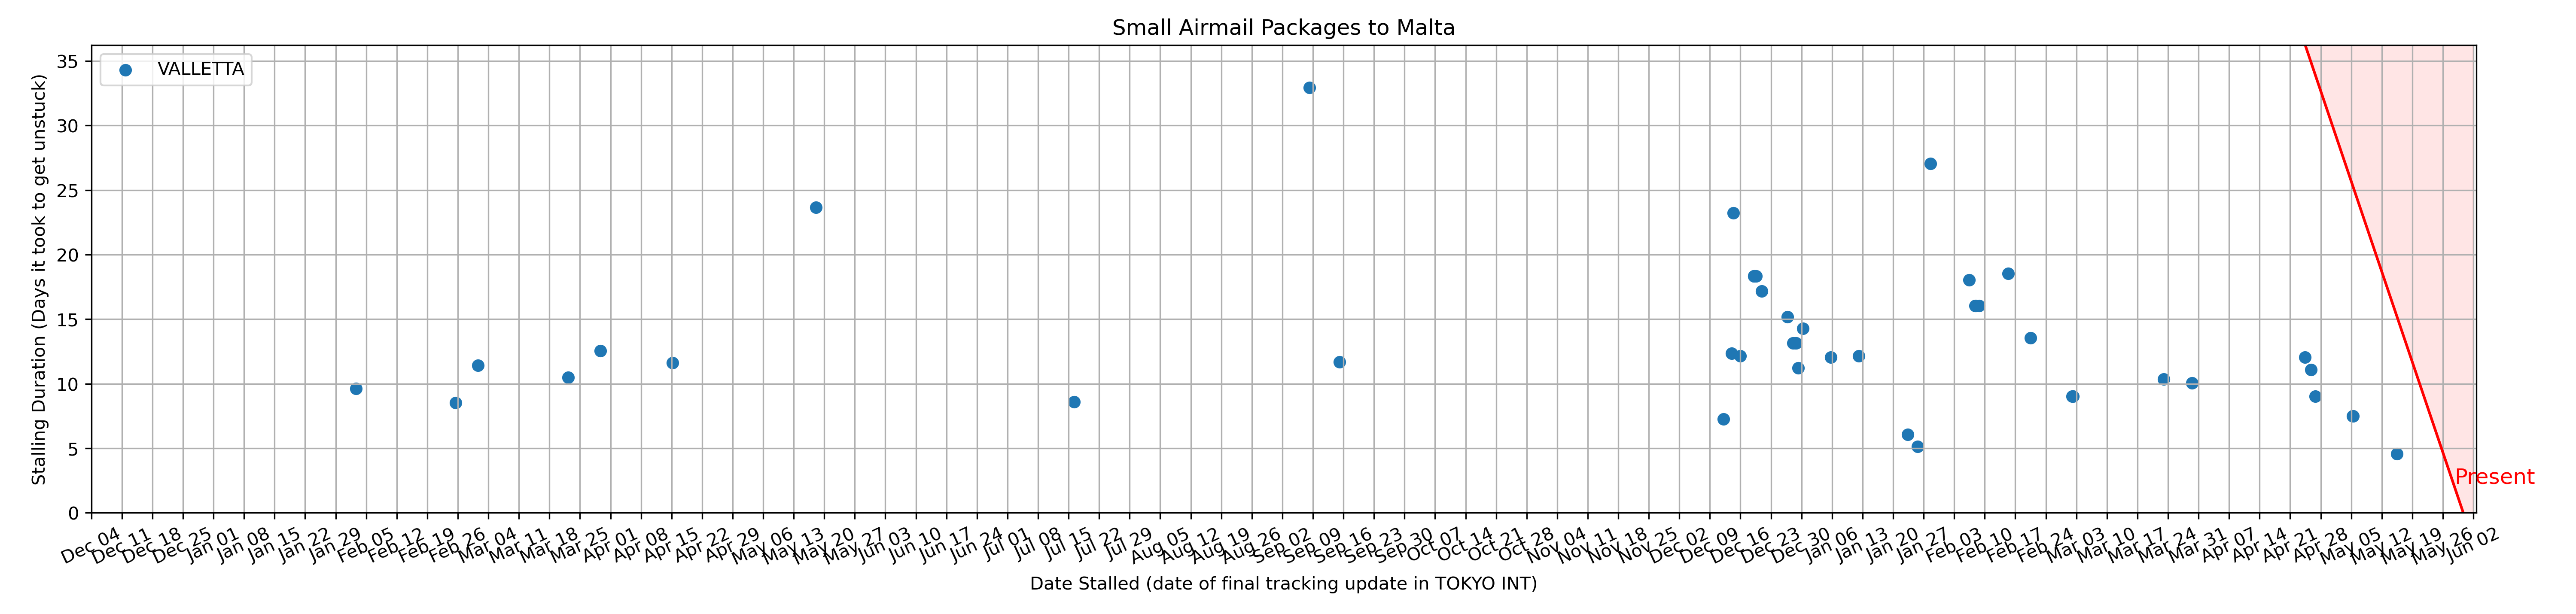 Small Airmail Packages to Malta
VALLETTA
Stalling Duration (Days it took to get unstuck)
35
30
25
20
15
10
5
0
Present
Dec 04 Dec 11 Dec 18 Dec 25 Jan 01 Jan 08 Jan 15 Jan 22 Jan 29 Feb 05 Feb 12 Feb 19 Feb 26 Mar 04 Mar 11 Mar 18 Mar 25 Apr 01 Apr 08 Apr 15 Apr 22 Apr 29 May 06 May 13 May 20 May 27 Jun 03 Jun 10 Jun 17 Jun 24 Jul 01 Jul 08 Jul 15 Jul 22 Jul 29 Aug 05 Aug 12 Aug 19 Aug 26 Sep 02 Sep 09 Sep 16 Sep 23 Sep 30 Oct 07 Oct 14 Oct 21 Oct 28 Nov 04 Nov 11 Nov 18 Nov 25 Dec 02 Dec 09 Dec 16 Dec 23 Dec 30 Jan 06 Jan 13 Jan 20 Jan 27 Feb 03 Feb 10 Feb 17 Feb 24 Mar 03 Mar 10 Mar 17 Mar 24 Mar 31 Apr 07 Apr 14 Apr 21 Apr 28 May 05 May 12 May 19 May 26 Jun 02
Date Stalled (date of final tracking update in TOKYO INT)